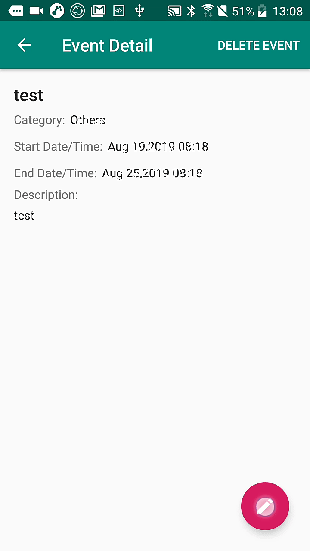 51% 13:08
Event Detail DELETE EVENT
test
Category: Others
Start Date/Time: Aug 19,2019 08:18
End Date/Time: Aug 25,2019 08:18
Description:
test